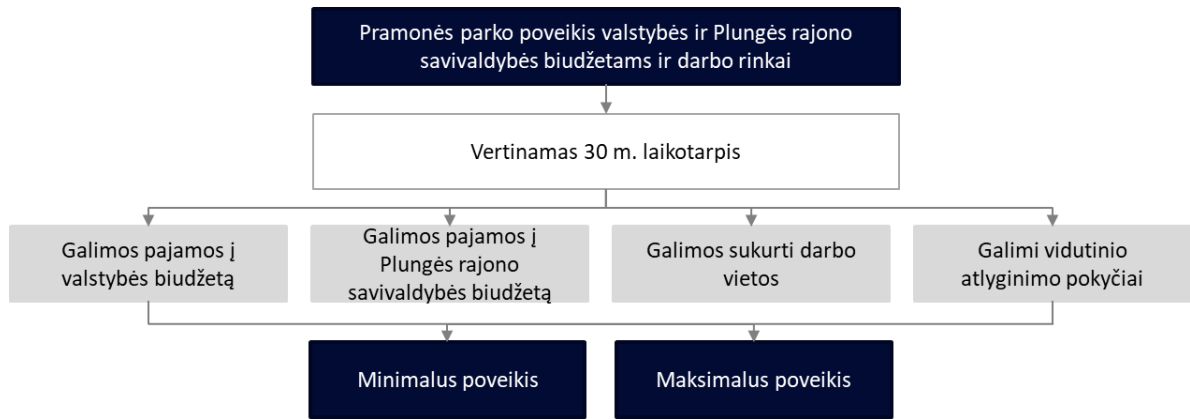 Pramonės parko poveikis valstybės ir Plungės rajono
savivaldybės biudžetams ir darbo rinkai
Vertinamas 30 m. laikotarpis
Galimos pajamos į
valstybės biudžetą
Galimos pajamos į
Plungės rajono
savivaldybės biudžetą
Galimos sukurti darbo
vietos
Galimi vidutinio
atlyginimo pokyčiai
Minimalus poveikis
Maksimalus poveikis